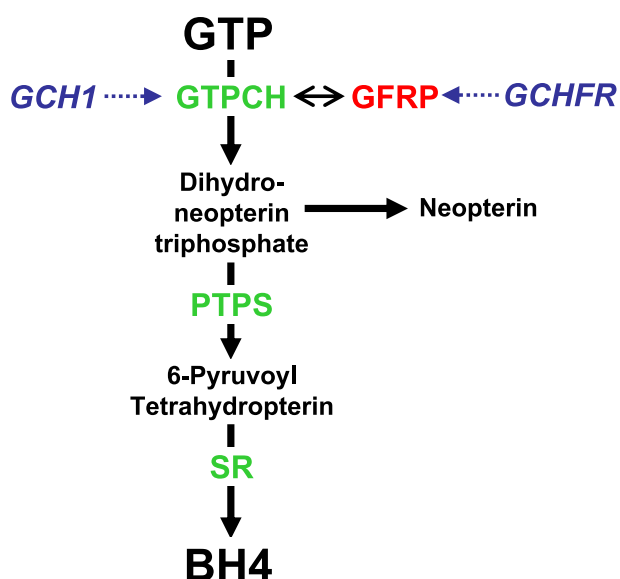 GTP
GCH1 GTPCH GFRP GCHFR
Dihydro-
neopterin Neopterin
triphosphate
PTPS
6-Pyruvoyl
Tetrahydropterin
SR
BH4